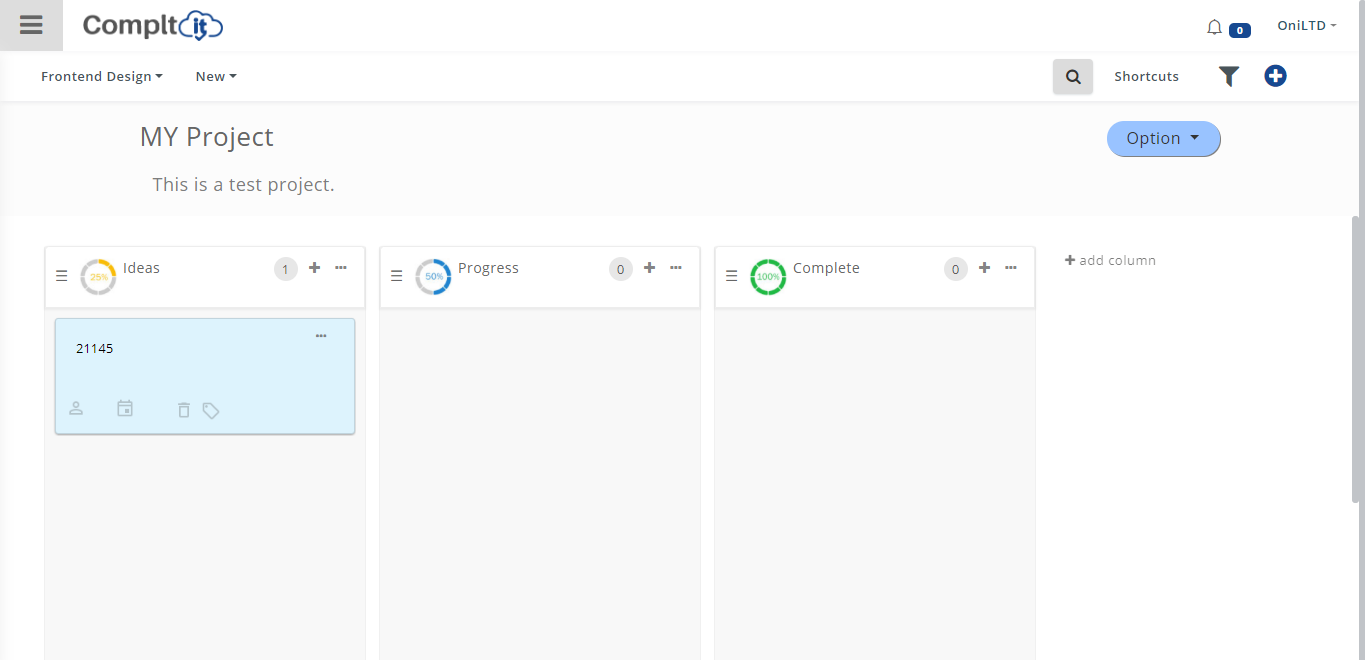 Complt it
0
OniLTD
Frontend Design
New
Shortcuts
MY Project
Option
This is a test project.
25%
Ideas
1
50%
Progress
0
100%
Complete
0
add column
21145